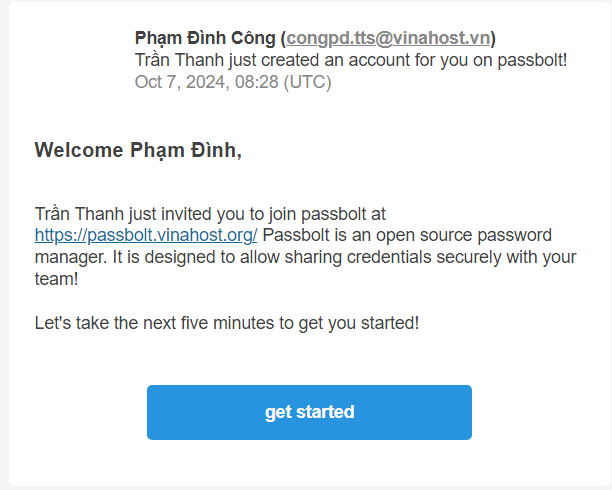 Phạm Đình Công (congpd.tts@vinahost.vn)
Trần Thanh just created an account for you on passbolt!
Oct 7, 2024, 08:28 (UTC)
Welcome Phạm Đình,
Trần Thanh just invited you to join passbolt at
https://passbolt.vinahost.org/ Passbolt is an open source password
manager. It is designed to allow sharing credentials securely with your
team!
Let's take the next five minutes to get you started!
get started